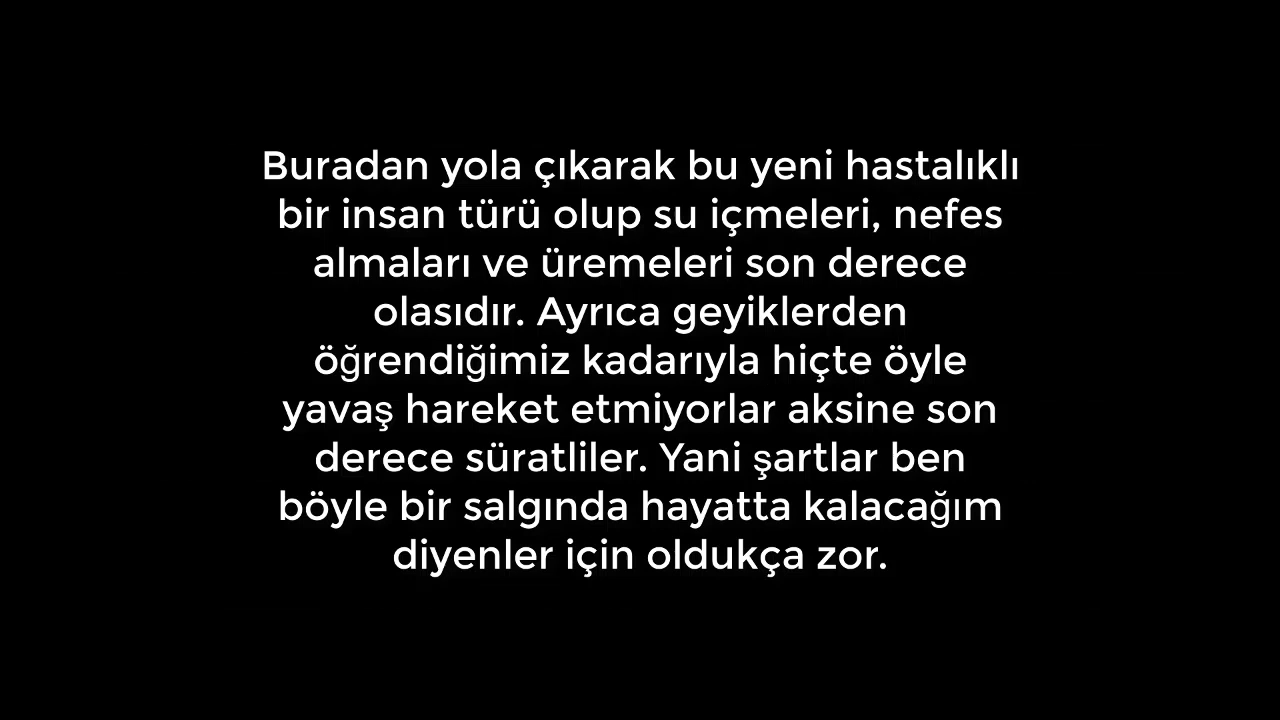 Buradan yola çıkarak bu yeni hastalıklı
bir insan türü olup su içmeleri, nefes
almaları ve üremeleri son derece
olasıdır. Ayrıca geyiklerden
öğrendiğimiz kadarıyla hiçte öyle
yavaş hareket etmiyorlar aksine son
derece süratliler. Yani şartlar ben
böyle bir salgında hayatta kalacağım
diyenler için oldukça zor.